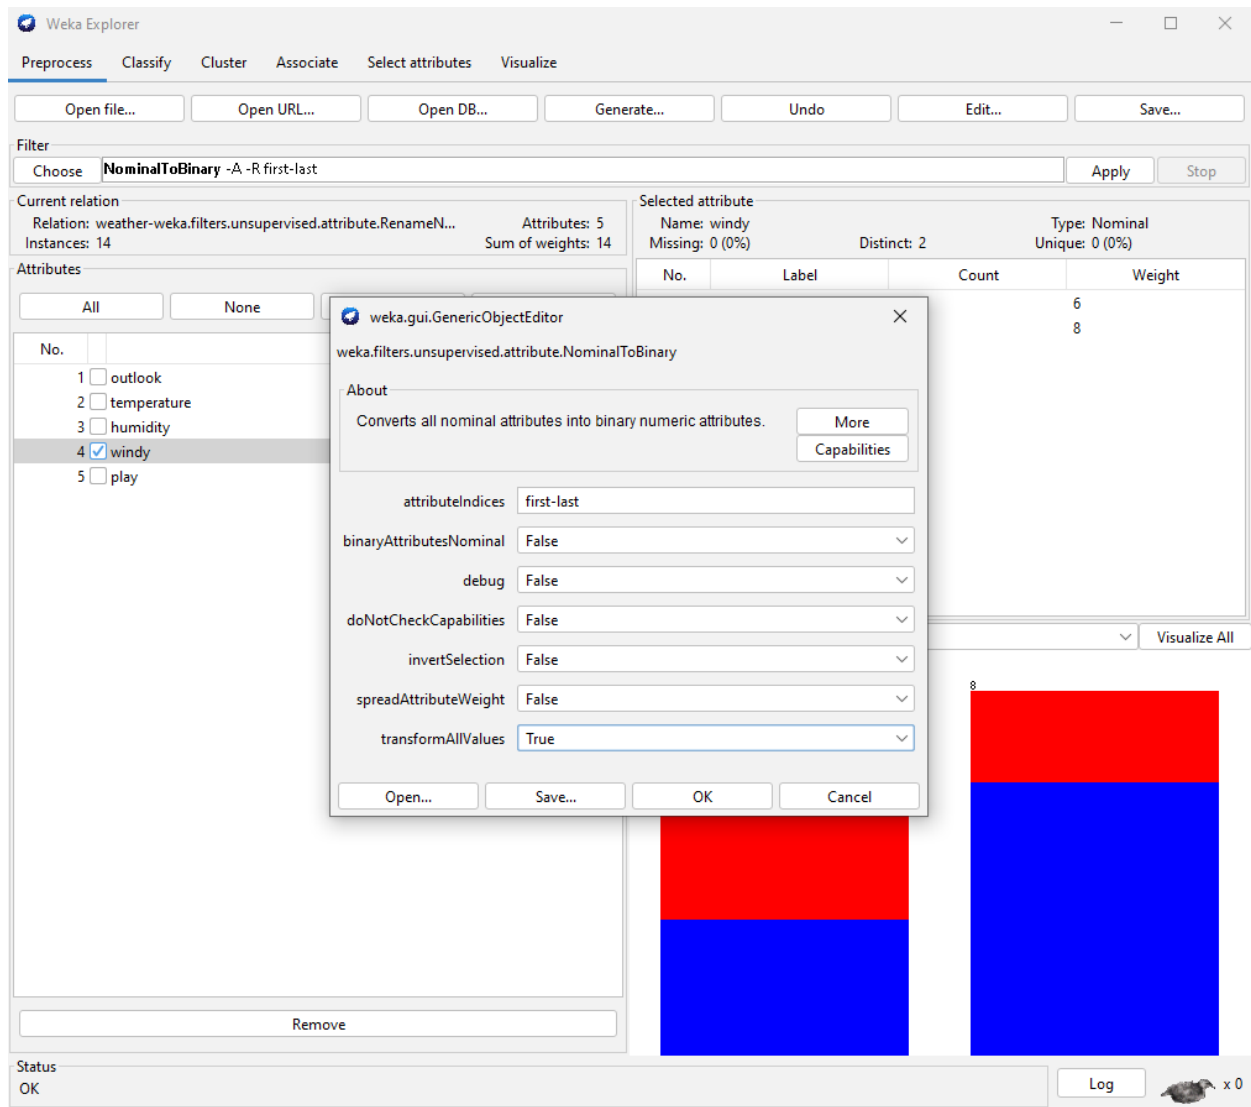 Weka Explorer
Preprocess Classify Cluster Associate Select attributes Visualize
Open file... Open URL... Open DB... Generate... Undo Edit... Save...
Filter
Choose NominalToBinary -A -R first-last Apply Stop
Current relation
Relation: weather-weka.filters.unsupervised.attribute.RenameN... Attributes: 5
Instances: 14 Sum of weights: 14
Selected attribute
Name: windy Type: Nominal
Missing: 0 (0%) Distinct: 2 Unique: 0 (0%)
No. Label Count Weight
6
8
Attributes
All None
No.
1 outlook
2 temperature
3 humidity
4 windy
5 play
weka.gui.GenericObjectEditor
weka.filters.unsupervised.attribute.NominalToBinary
About
Converts all nominal attributes into binary numeric attributes. More
Capabilities
attributeIndices first-last
binaryAttributesNominal False
debug False
doNotCheckCapabilities False
invertSelection False
spreadAttributeWeight False
transformAllValues True
Open... Save... OK Cancel
Visualize All
8
Remove
Status
OK
Log x 0